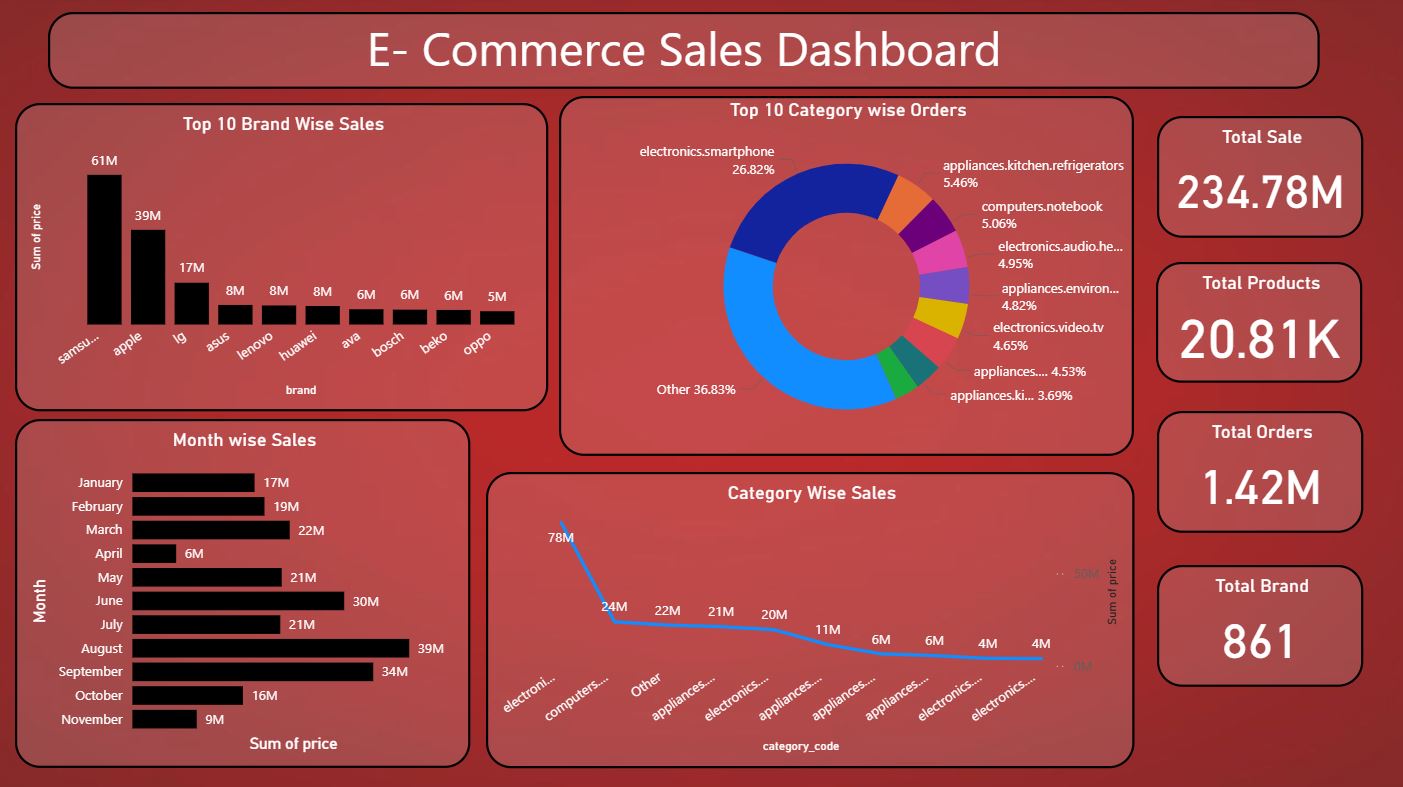 E- Commerce Sales Dashboard
Top 10 Brand Wise Sales
Sum of price
61M
39M
17M
8M
8M
8M
6M
6M
6M
5M
samsu...
apple
lg
asus
lenovo
huawei
ava
bosch
beko
oppo
brand
Top 10 Category wise Orders
electronics.smartphone
26.82%
appliances.kitchen.refrigerators
5.46%
computers.notebook
5.06%
electronics.audio.he...
4.95%
appliances.environ...
4.82%
electronics.video.tv
4.65%
appliances.... 4.53%
appliances.ki... 3.69%
Other 36.83%
Total Sale
234.78M
Total Products
20.81K
Total Orders
1.42M
Total Brand
861
Month wise Sales
Month
January 17M
February 19M
March 22M
April 6M
May 21M
June 30M
July 21M
August 39M
September 34M
October 16M
November 9M
Sum of price
Category Wise Sales
78M
24M
22M
21M
20M
11M
6M
6M
4M
4M
50M
0M
Sum of price
electroni...
computers....
Other
appliances....
electronics....
appliances....
appliances....
appliances....
electronics....
electronics....
category_code